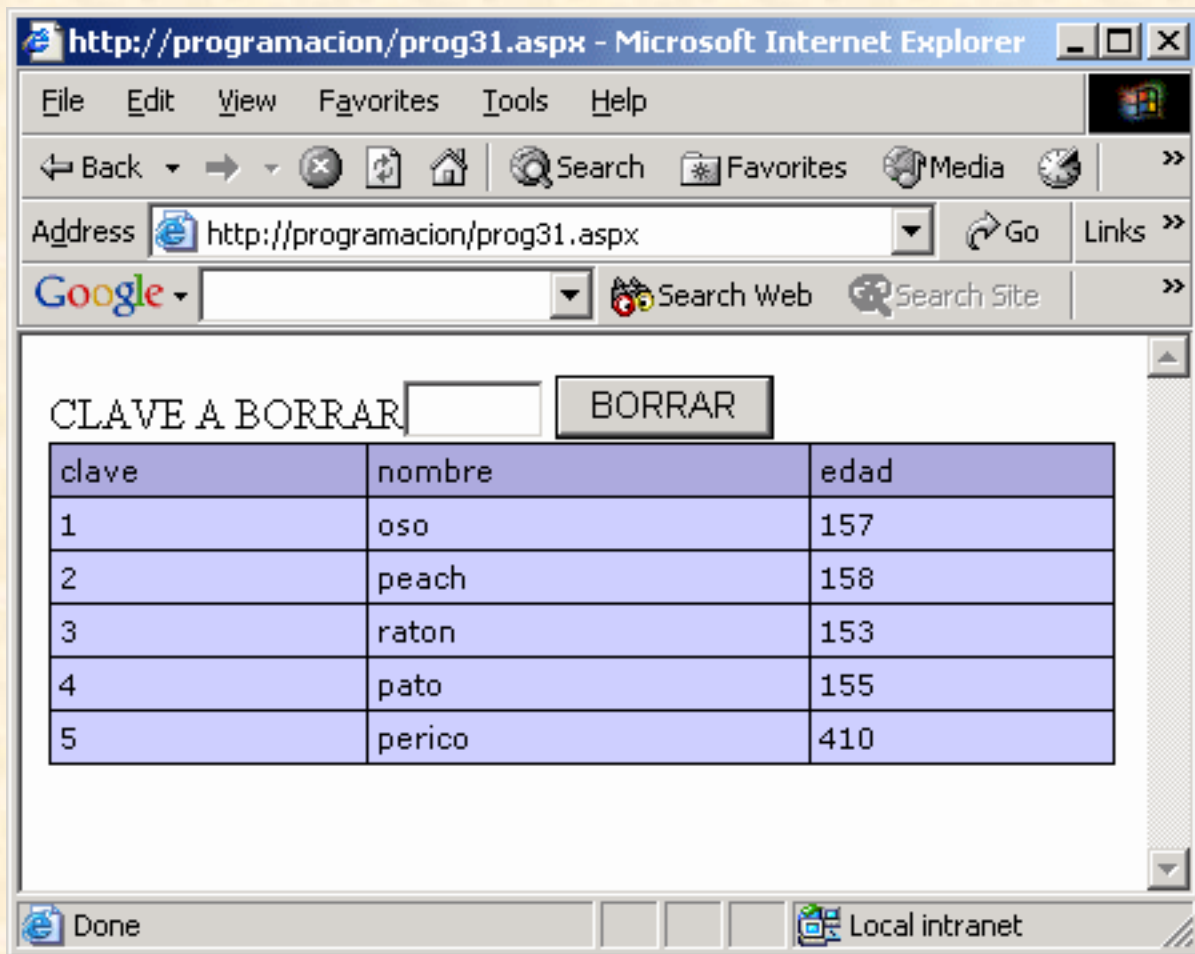 http://programacion/prog31.aspx - Microsoft Internet Explorer
File Edit View Favorites Tools Help
Back Search Favorites Media »
Address http://programacion/prog31.aspx Go Links »
Google Search Web Search Site »
CLAVE A BORRAR BORRAR
clave nombre edad
1 oso 157
2 peach 158
3 raton 153
4 pato 155
5 perico 410
Done Local intranet